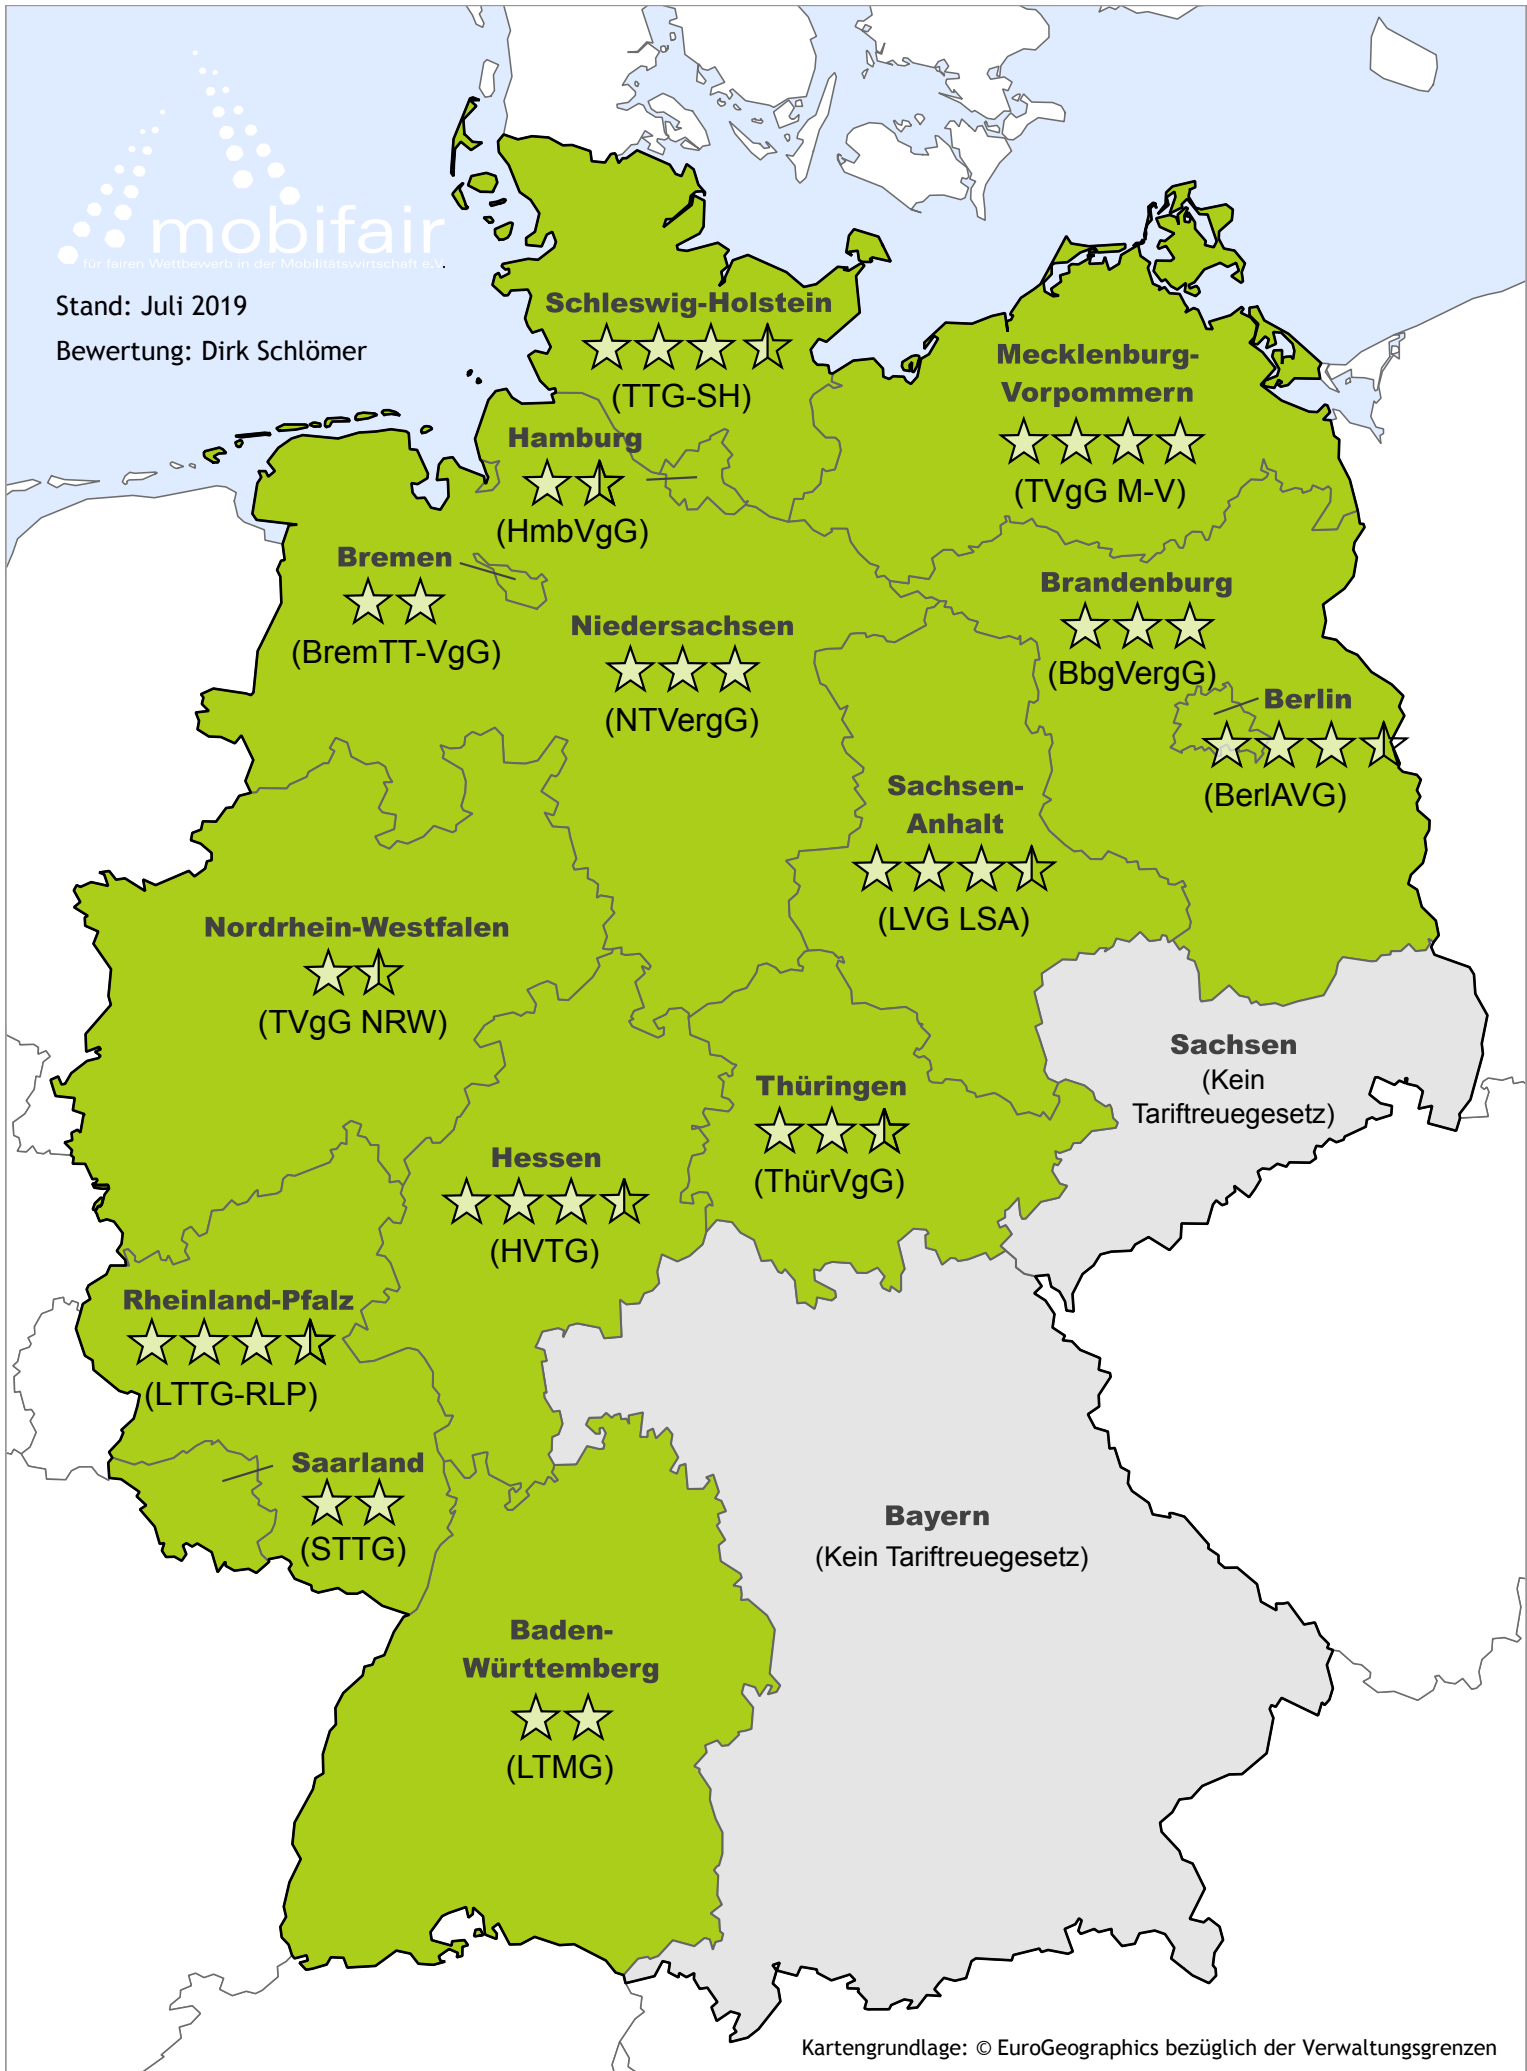 mobifair
für fairen Wettbewerb in der Mobilitätswirtschaft e.V.
Stand: Juli 2019
Bewertung: Dirk Schlömer
Schleswig-Holstein
(TTG-SH)
Mecklenburg-
Vorpommern
(TVgG M-V)
Hamburg
(HmbVgG)
Bremen
(BremTT-VgG)
Brandenburg
(BbgVergG)
Niedersachsen
(NTVergG)
Berlin
(BerlAVG)
Sachsen-
Anhalt
(LVG LSA)
Nordrhein-Westfalen
(TVgG NRW)
Sachsen
(Kein
Tariftreuegesetz)
Thüringen
(ThürVgG)
Hessen
(HVTG)
Rheinland-Pfalz
(LTTG-RLP)
Saarland
(STTG)
Bayern
(Kein Tariftreuegesetz)
Baden-
Württemberg
(LTMG)
Kartengrundlage: © EuroGeographics bezüglich der Verwaltungsgrenzen